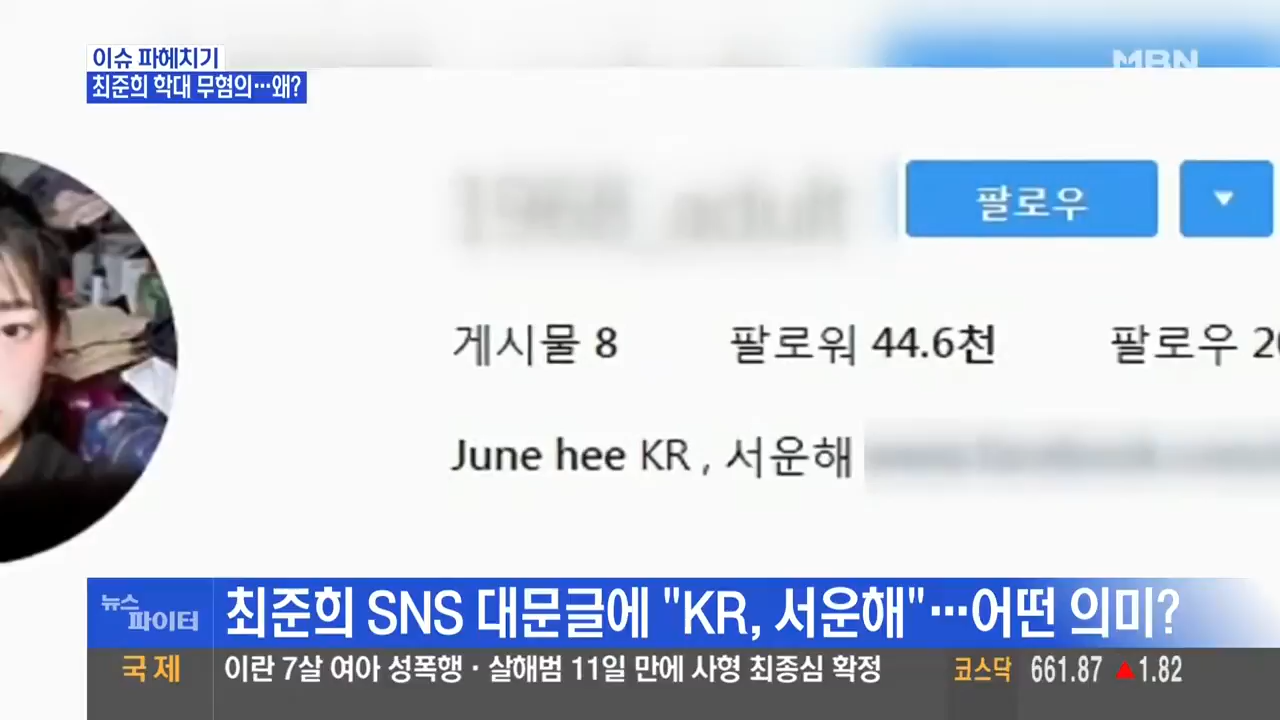 이슈 파헤치기
최준희 학대 무혐의…왜?
MBN
팔로우
게시물 8 팔로워 44.6천 팔로우
June hee KR , 서운해
뉴스파이터
최준희 SNS 대문글에 "KR, 서운해"…어떤 의미?
국제 이란 7살 여아 성폭행 · 살해범 11일 만에 사형 최종심 확정 코스닥 661.87 ▲1.82